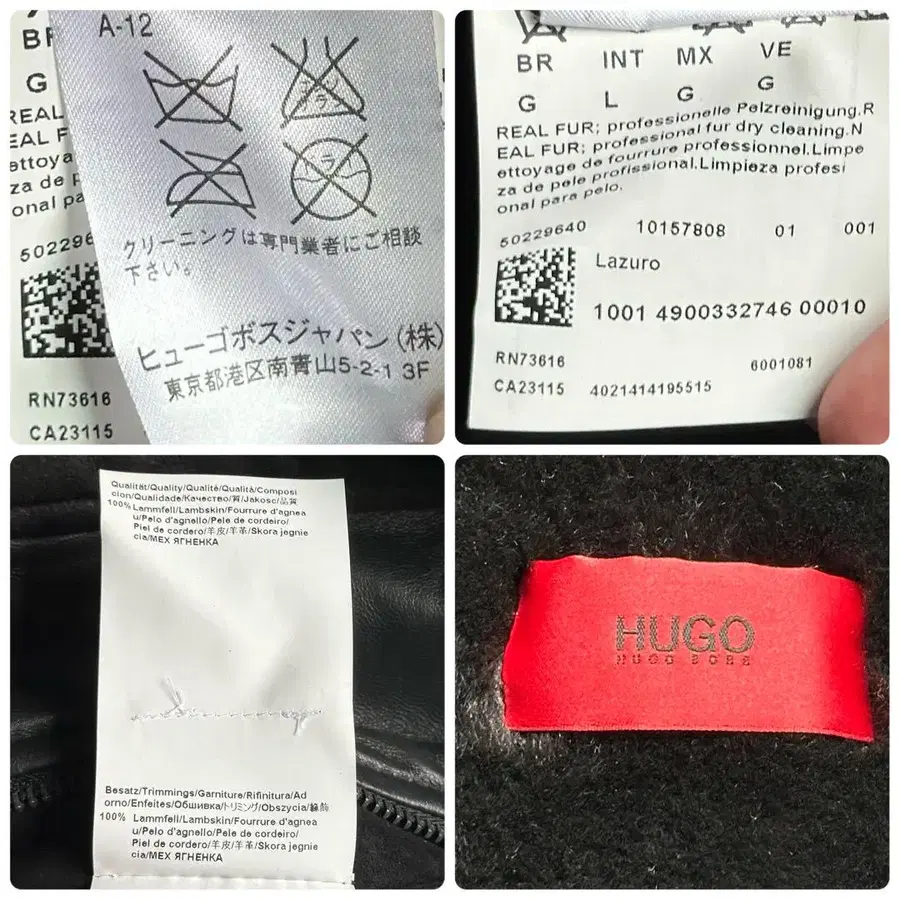 A-12
BR
G
REAL
EAL FU
ettoya
za de p
onal pa
クリーニングは専門業者にご相談
下さい。
502296
ヒューゴボスジャパン(株)
東京都港区南青山5-2-1 3F
RN73616
CA23115
BR INT MX VE
G L G G
REAL FUR; professionelle Pelzreinigung.R
EAL FUR; professional fur dry cleaning.N
ettoyage de fourrure professionnel.Limpe
za de pele profissional.Limpieza profesi
onal para pelo.
50229640 10157808 01 001
Lazuro
1001 4900332746 00010
RN73616 6001081
CA23115 4021414195515
Qualität/Quality/Qualité/Qualità/Composi
cion/Qualidade/Качество/質/Jakosc/品質
100% Lammfell/Lambskin/Fourrure d'agnea
u/Pelo d'agnello/Pele de cordeiro/
Piel de cordero/羊皮/羊革/Skora jegnie
cia/МЕХ ЯГНЕНКА
Besatz/Trimmings/Garniture/Rifinitura/Ad
orno/Enfeites/Обшивка/トリミング/Obszycia/緣飾
100% Lammfell/Lambskin/Fourrure d'agnea
u/Pelo d'agnello/Pele de cordeiro/
Piel de cordero/羊皮/羊革/Skora jegnie
cia/МЕХ ЯГНЕНКА
HUGO
HUGO BOSS